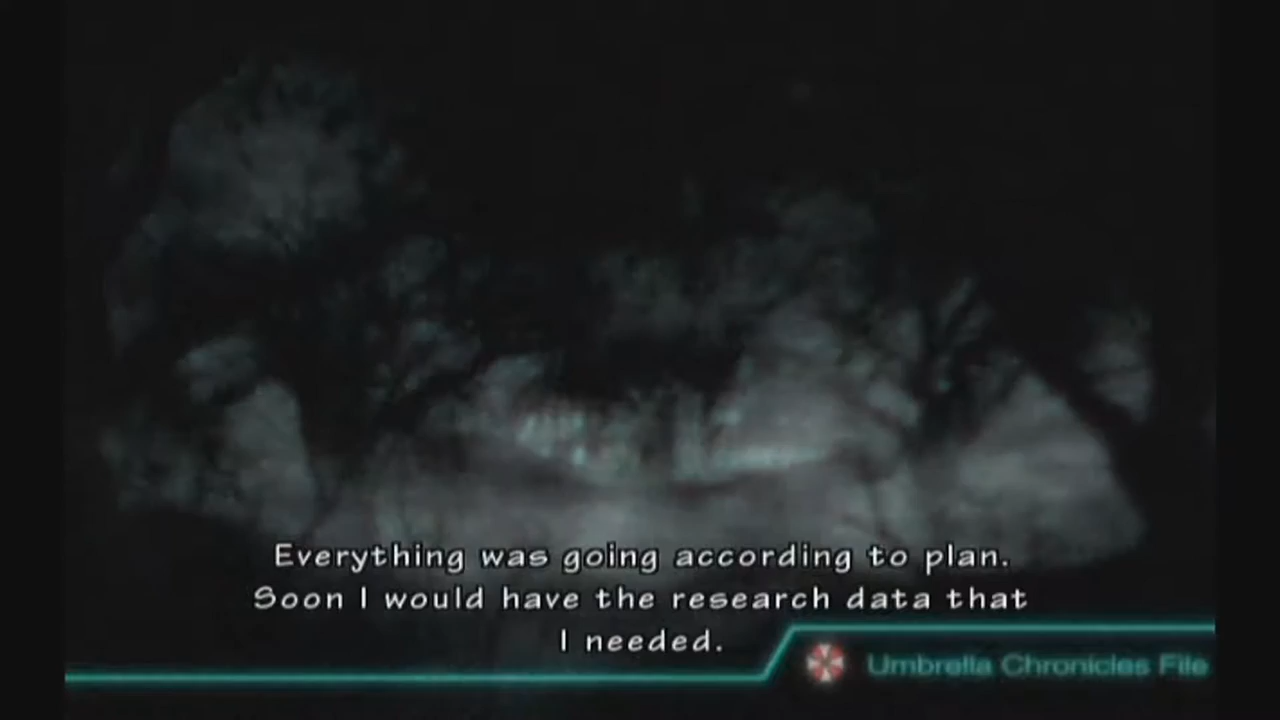 Everything was going according to plan.
Soon I would have the research data that
I needed.
Umbrella Chronicles File